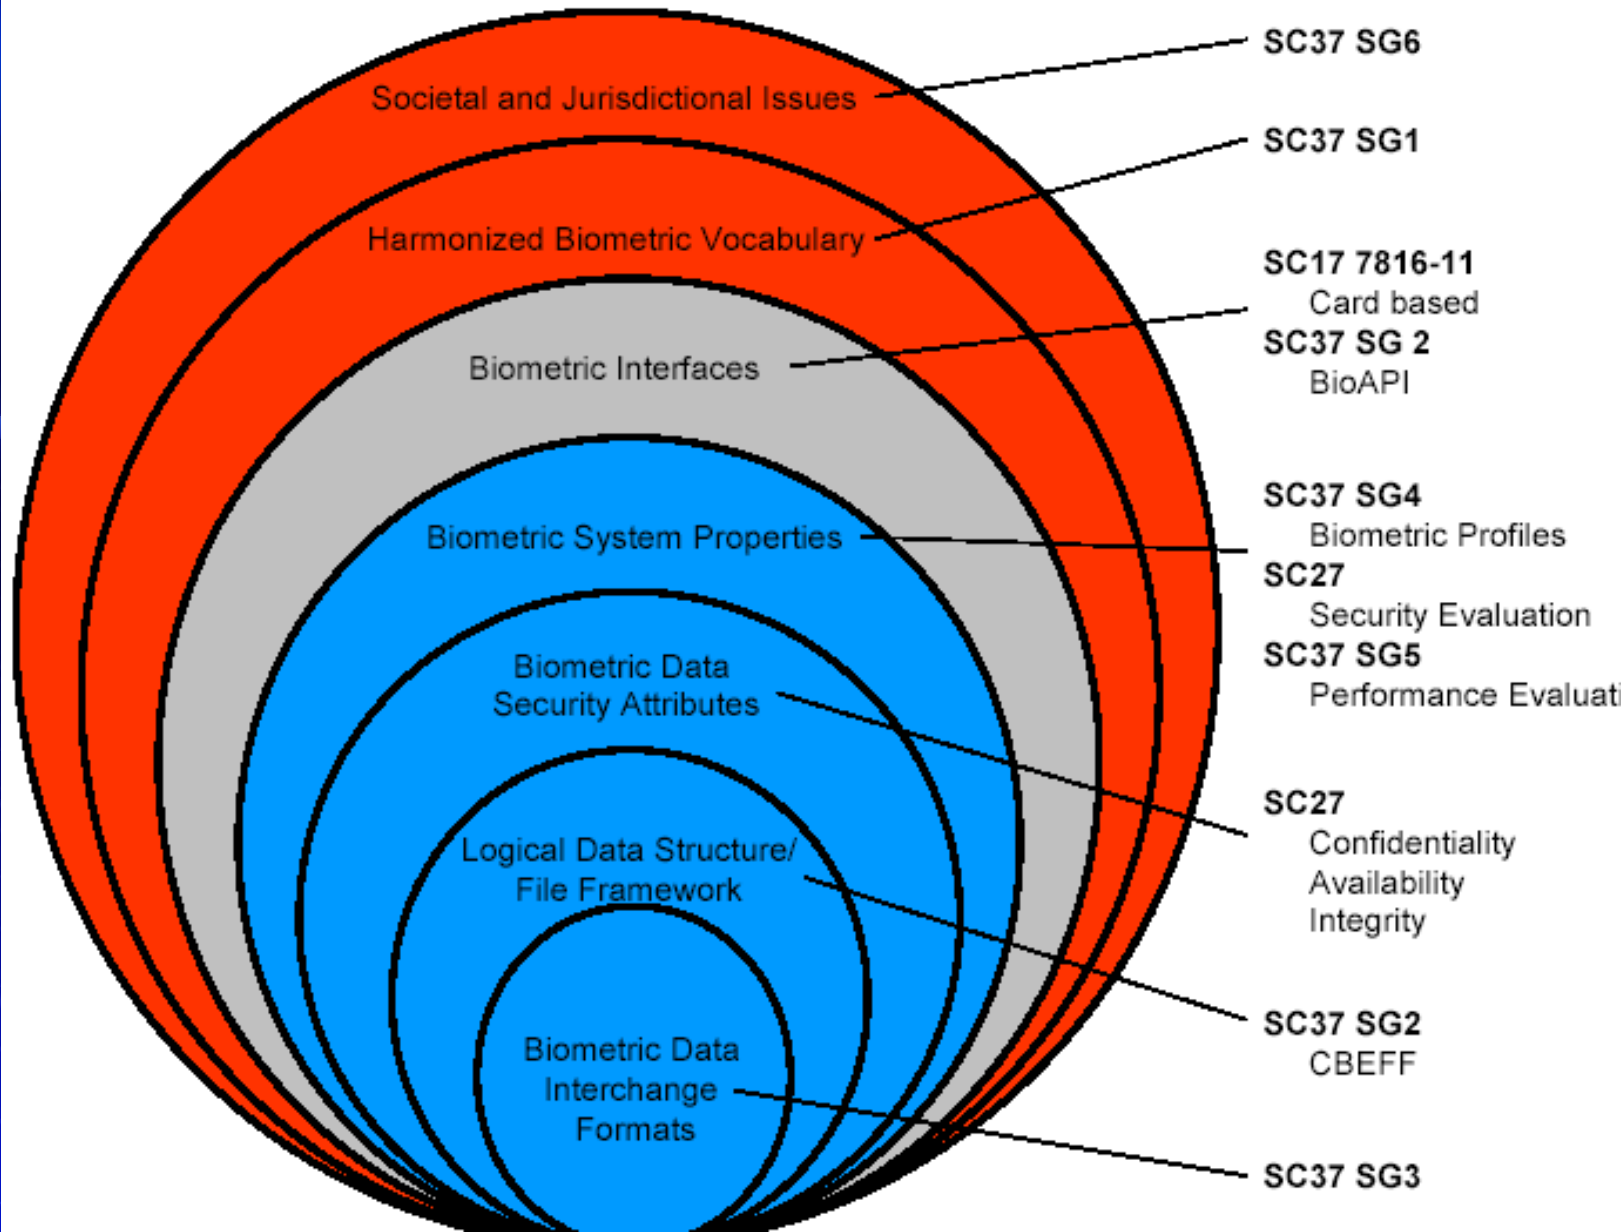 Societal and Jurisdictional Issues
Harmonized Biometric Vocabulary
Biometric Interfaces
Biometric System Properties
Biometric Data
Security Attributes
Logical Data Structure/
File Framework
Biometric Data
Interchange
Formats
SC37 SG6
SC37 SG1
SC17 7816-11
Card based
SC37 SG 2
BioAPI
SC37 SG4
Biometric Profiles
SC27
Security Evaluation
SC37 SG5
Performance Evaluati
SC27
Confidentiality
Availability
Integrity
SC37 SG2
CBEFF
SC37 SG3